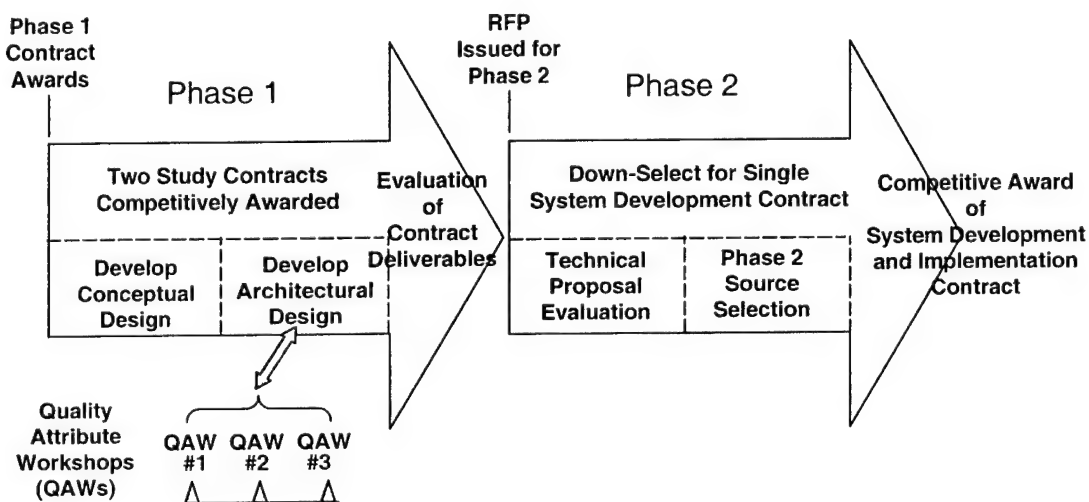 Phase 1
Contract
Awards
RFP
Issued for
Phase 2
Phase 1
Phase 2
Two Study Contracts
Competitively Awarded
Evaluation
of
Contract
Deliverables
Down-Select for Single
System Development Contract
Competitive Award
of
System Development
and Implementation
Contract
Develop
Conceptual
Design
Develop
Architectural
Design
Technical
Proposal
Evaluation
Phase 2
Source
Selection
Quality
Attribute
Workshops
(QAWs)
QAW QAW QAW
#1 #2 #3